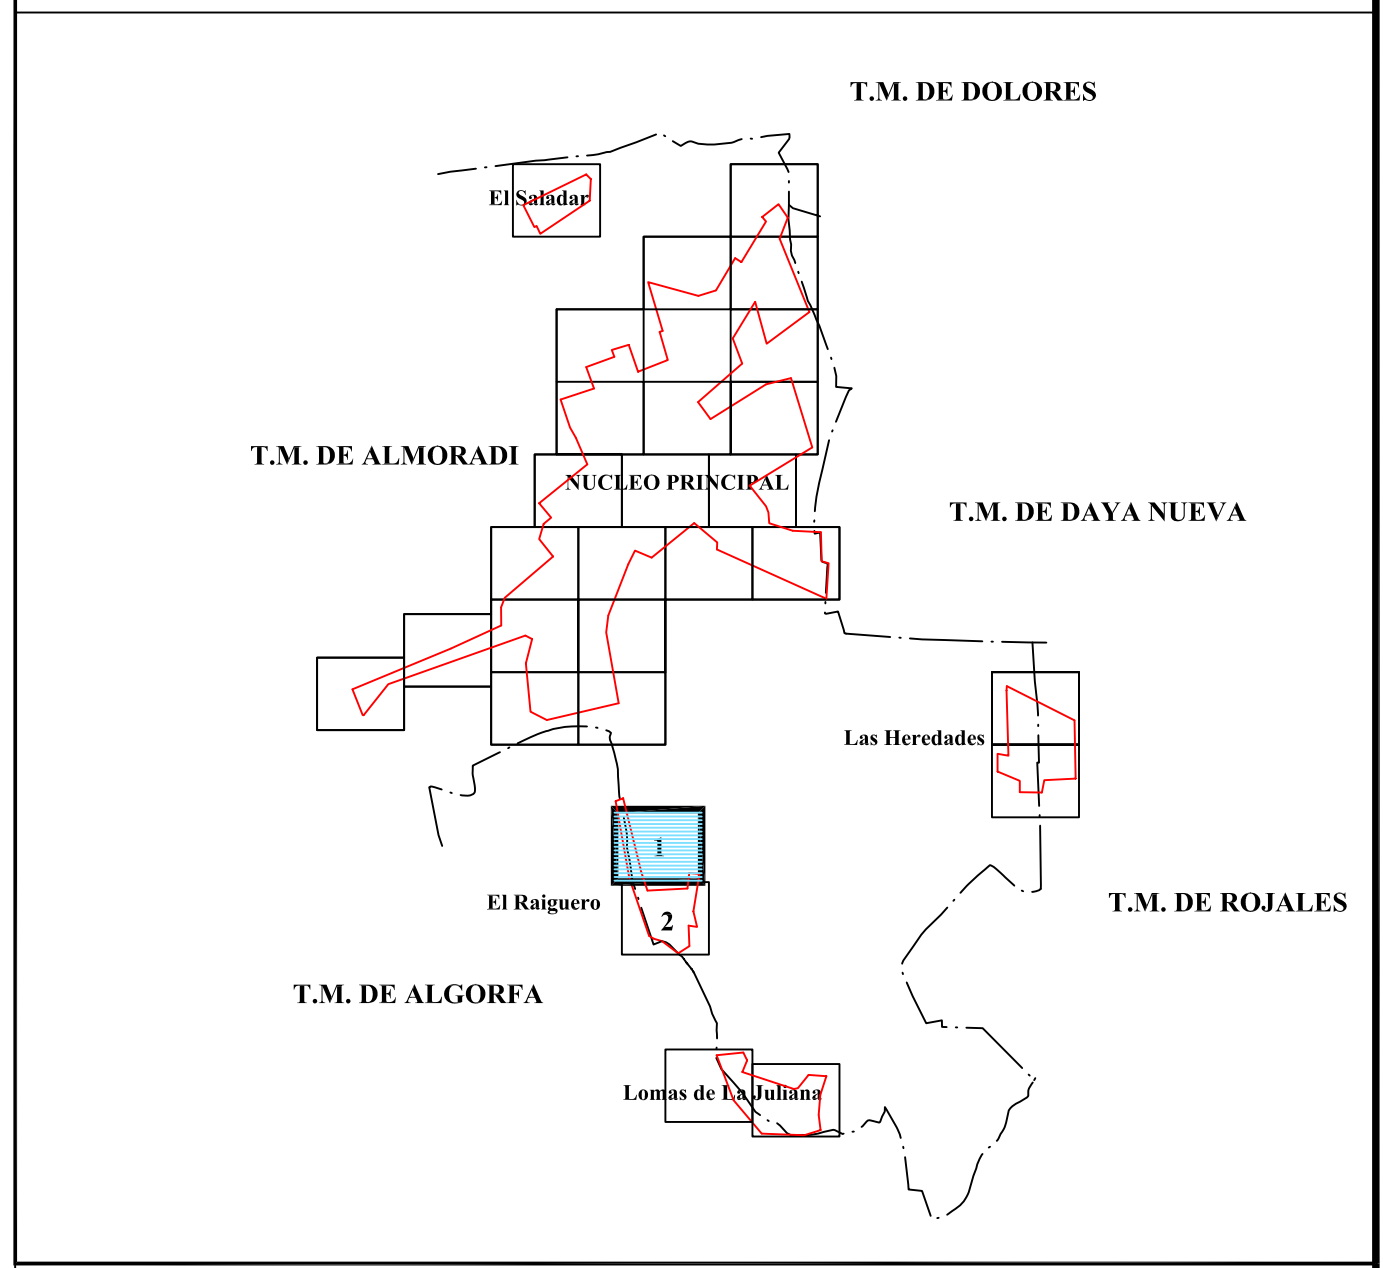 T.M. DE DOLORES
El Saladar
T.M. DE ALMORADI
NUCLEO PRINCIPAL
T.M. DE DAYA NUEVA
Las Heredades
1
El Raiguero
2
T.M. DE ROJALES
T.M. DE ALGORFA
Lomas de La Juliana